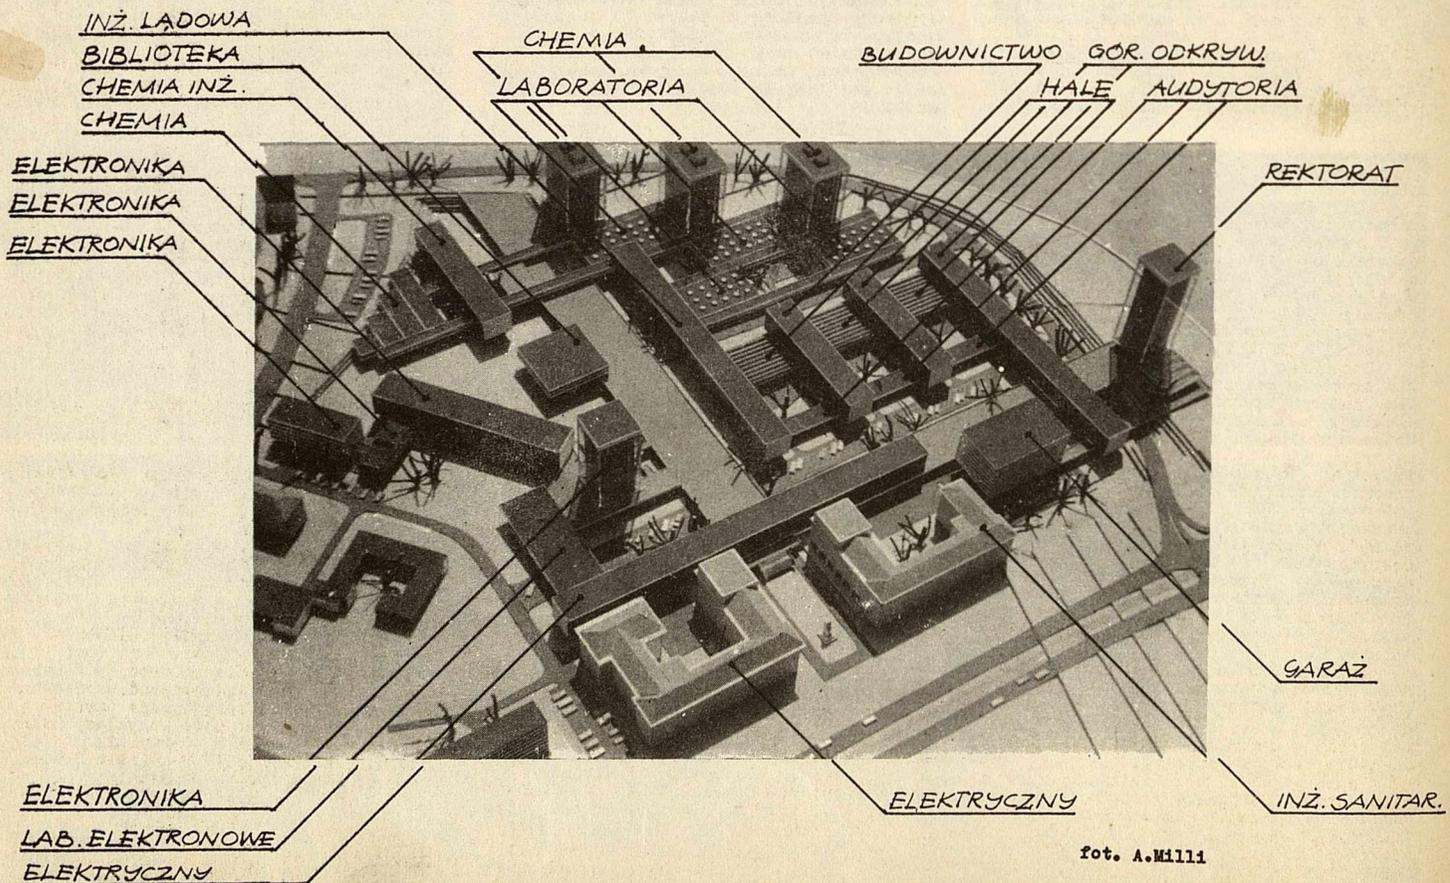 INŻ. LĄDOWA
BIBLIOTEKA
CHEMIA INŻ.
CHEMIA
ELEKTRONIKA
ELEKTRONIKA
ELEKTRONIKA
CHEMIA.
LABORATORIA
BUDOWNICTWO
GÓR. ODKRYW.
HALE
AUDYTORIA
REKTORAT
GARAŻ
INŻ. SANITAR.
ELEKTRYCZNY
ELEKTRONIKA
LAB. ELEKTRONOWE
ELEKTRYCZNY
fot. A.Milli